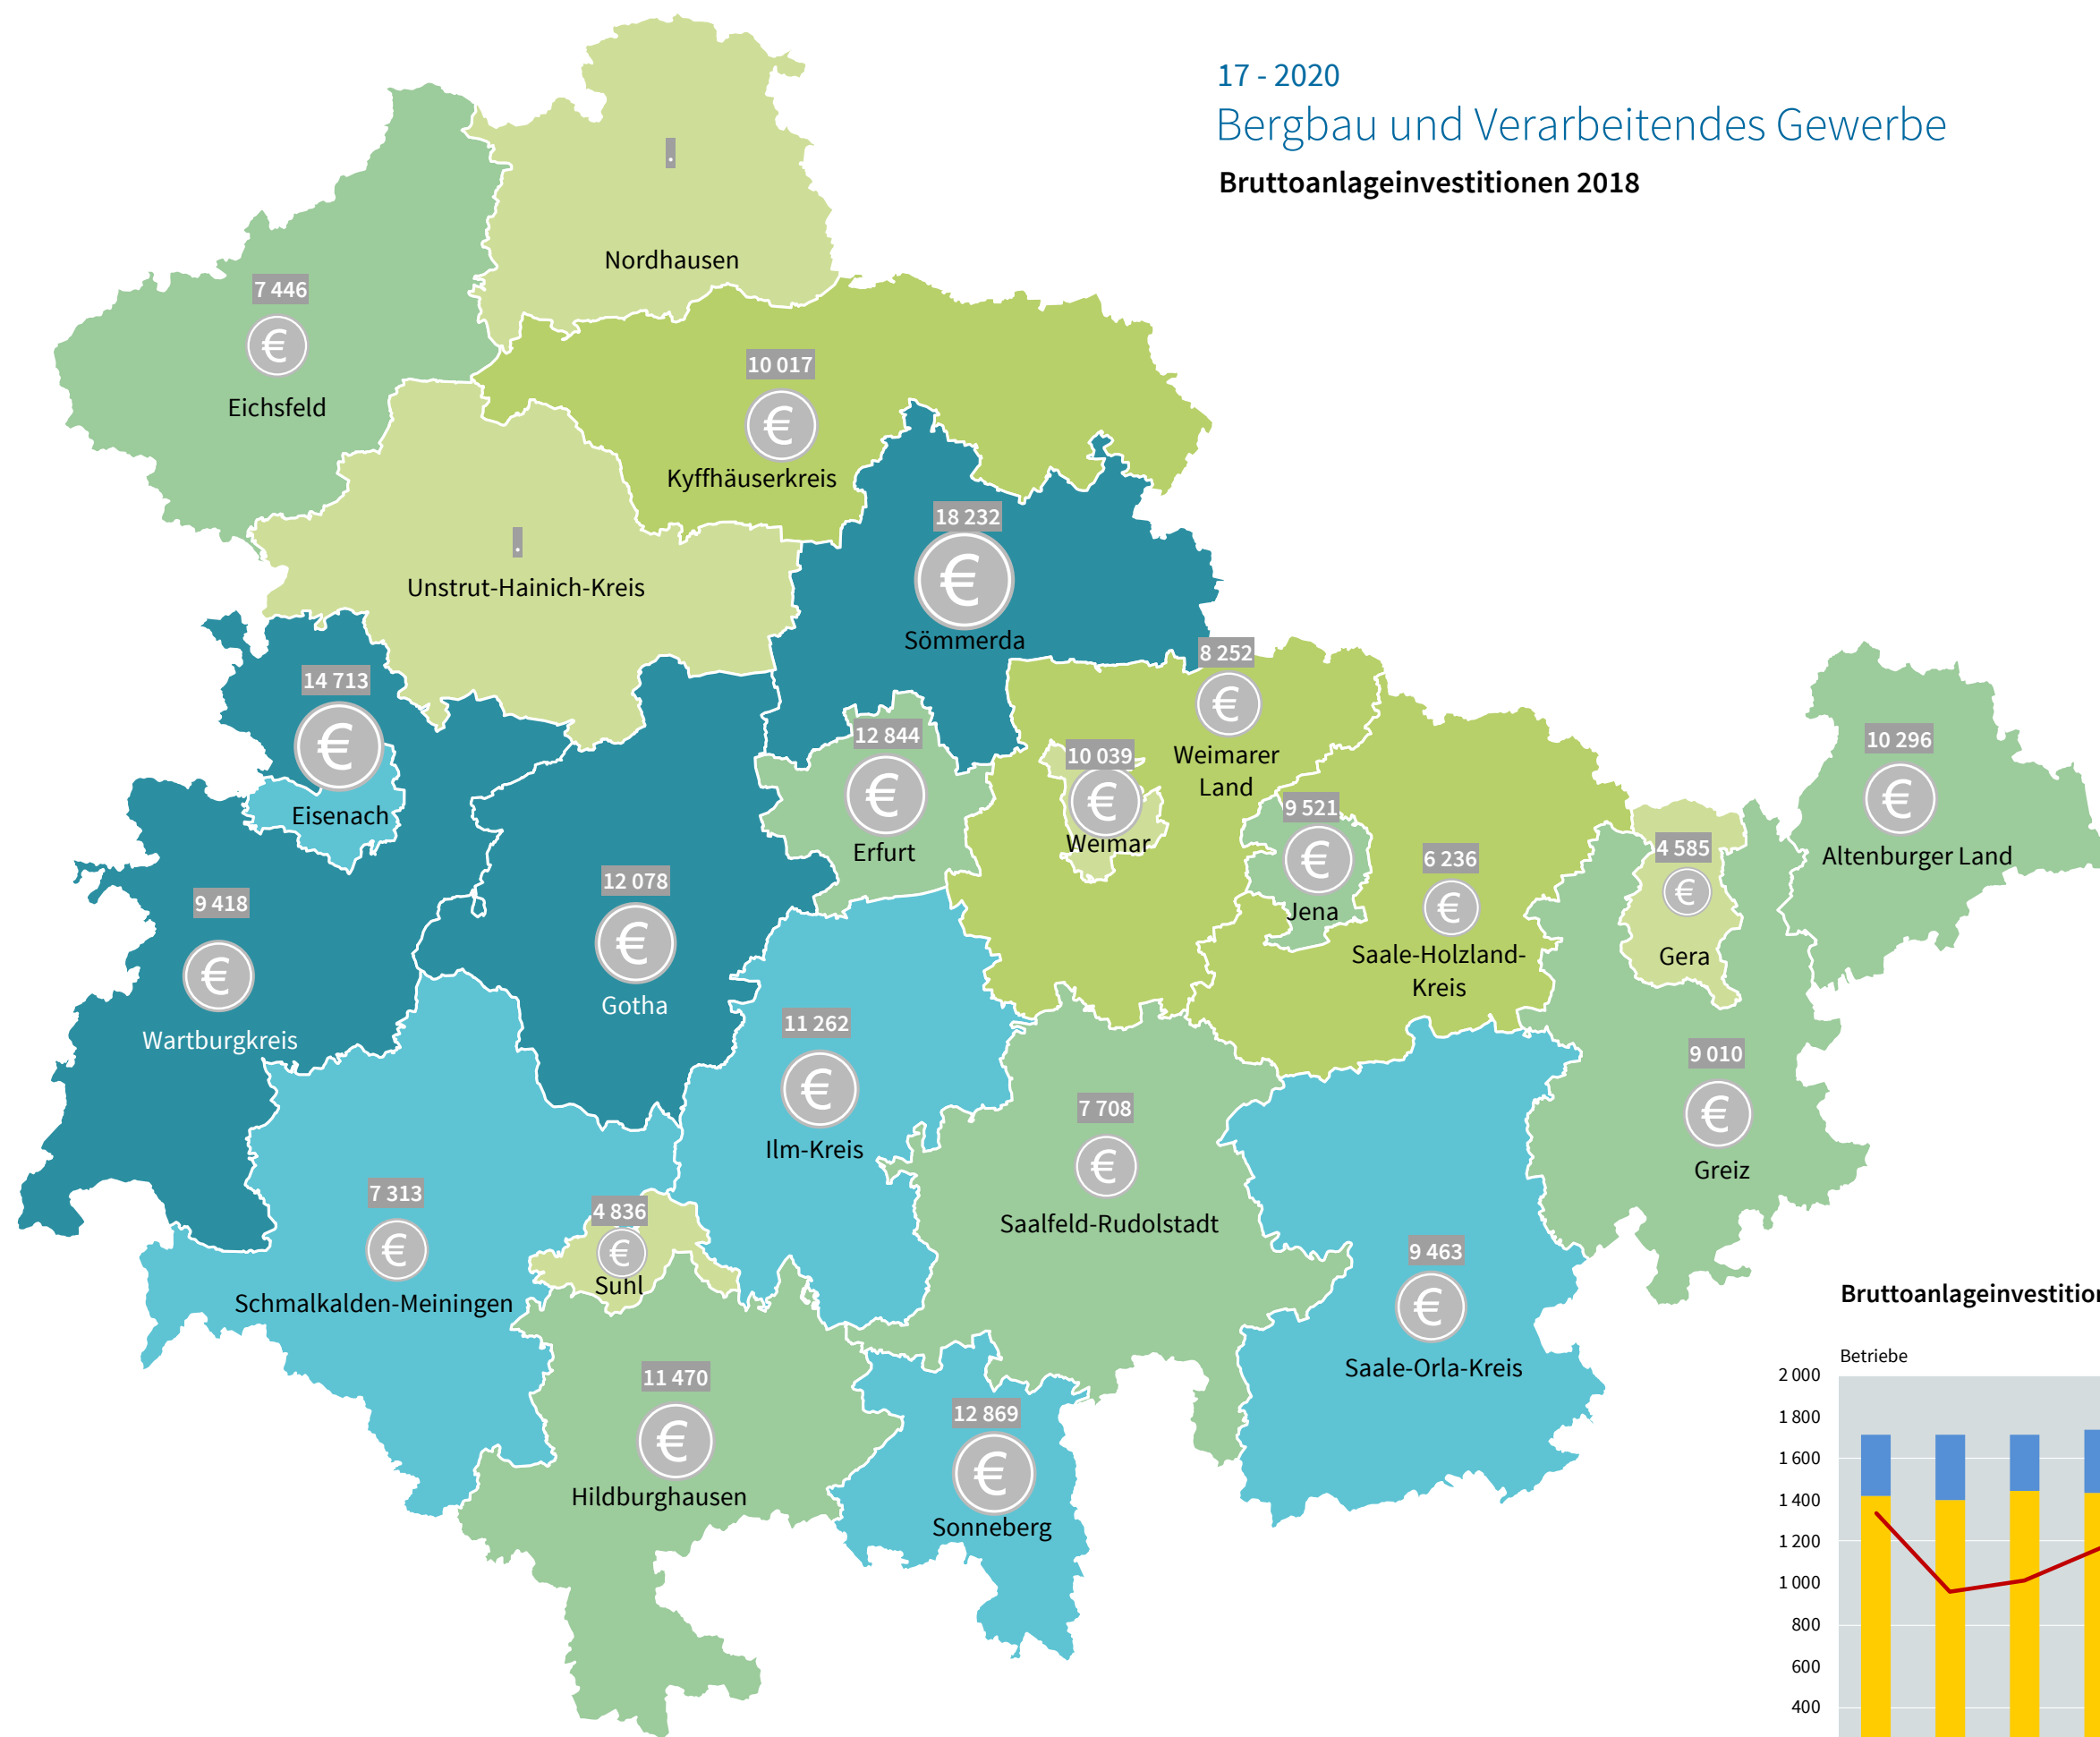 17 - 2020
Bergbau und Verarbeitendes Gewerbe
Bruttoanlageinvestitionen 2018
.
Nordhausen
7 446
€
Eichsfeld
10 017
€
Kyffhäuserkreis
18 232
€
Sömmerda
.
Unstrut-Hainich-Kreis
14 713
€
Eisenach
8 252
€
Weimarer
Land
12 844
€
Erfurt
10 039
€
Weimar
9 521
€
Jena
6 236
€
Saale-Holzland-
Kreis
4 585
€
Gera
10 296
€
Altenburger Land
9 418
€
Wartburgkreis
12 078
€
Gotha
11 262
€
Ilm-Kreis
7 708
€
Saalfeld-Rudolstadt
9 010
€
Greiz
7 313
€
Schmalkalden-Meiningen
4 836
€
Suhl
9 463
€
Saale-Orla-Kreis
11 470
€
Hildburghausen
12 869
€
Sonneberg
Bruttoanlageinvestition
Betriebe
2 000
1 800
1 600
1 400
1 200
1 000
800
600
400